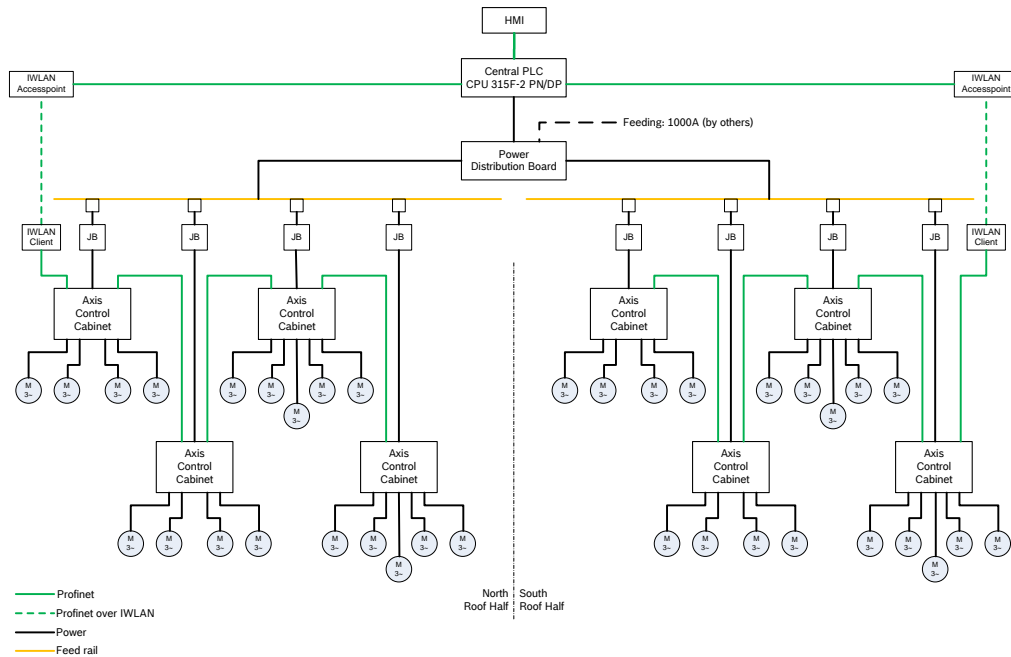 HMI
Central PLC
CPU 315F-2 PN/DP
IWLAN
Accesspoint
IWLAN
Accesspoint
Feeding: 1000A (by others)
Power
Distribution Board
IWLAN
Client
JB
JB
JB
JB
JB
JB
JB
JB
IWLAN
Client
Axis
Control
Cabinet
Axis
Control
Cabinet
Axis
Control
Cabinet
Axis
Control
Cabinet
M
3~
M
3~
M
3~
M
3~
M
3~
M
3~
M
3~
M
3~
M
3~
M
3~
M
3~
M
3~
M
3~
M
3~
M
3~
M
3~
M
3~
M
3~
Axis
Control
Cabinet
Axis
Control
Cabinet
Axis
Control
Cabinet
Axis
Control
Cabinet
M
3~
M
3~
M
3~
M
3~
M
3~
M
3~
M
3~
M
3~
M
3~
M
3~
M
3~
M
3~
M
3~
M
3~
M
3~
M
3~
M
3~
M
3~
North
Roof Half
South
Roof Half
Profinet
Profinet over IWLAN
Power
Feed rail